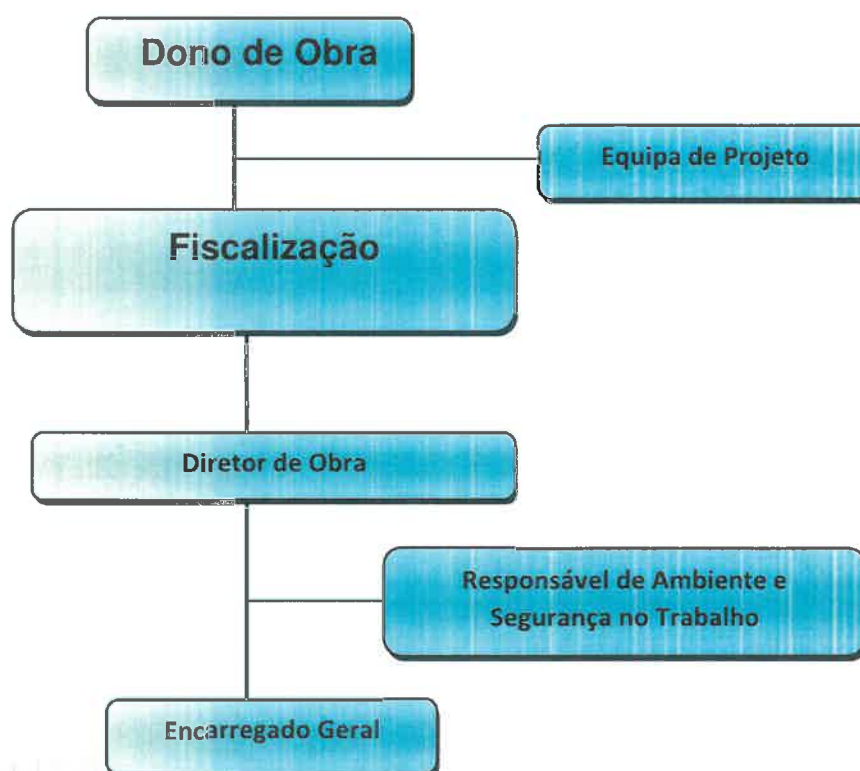 Dono de Obra
Equipa de Projeto
Fiscalização
Diretor de Obra
Responsável de Ambiente e
Segurança no Trabalho
Encarregado Geral